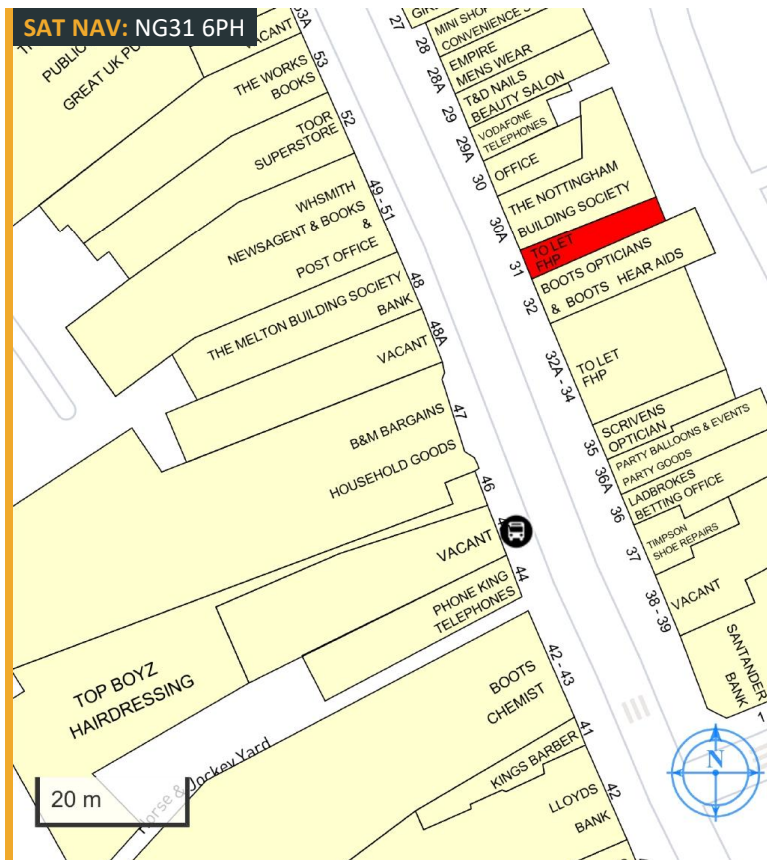 SAT NAV: NG31 6PH
PUBLIC
GREAT UK
53A
VACANT
53
THE WORKS
BOOKS
52
TOOR
SUPERSTORE
49 - 51
WHSMITH
NEWSAGENT & BOOKS
&
POST OFFICE
48
THE MELTON BUILDING SOCIETY
BANK
48A
VACANT
47
B&M BARGAINS
HOUSEHOLD GOODS
46
VACANT
44
PHONE KING
TELEPHONES
TOP BOYZ
HAIRDRESSING
42 - 43
BOOTS
CHEMIST
41
KINGS BARBER
42
LLOYDS
BANK
Horse & Jockey Yard
20 m
27
MINI SHOP
CONVENIENCE
28
EMPIRE
MENS WEAR
28A
T&D NAILS
BEAUTY SALON
29
VODAFONE
TELEPHONES
29A
OFFICE
30
THE NOTTINGHAM
BUILDING SOCIETY
30A
TO LET
FHP
31
BOOTS OPTICIANS
& BOOTS HEAR AIDS
32
TO LET
FHP
32A - 34
SCRIVENS
OPTICIAN
35
PARTY BALLOONS & EVENTS
PARTY GOODS
36A
LADBROKES
BETTING OFFICE
36
TIMPSON
SHOE REPAIRS
37
VACANT
38 - 39
SANTANDER
BANK
1
N